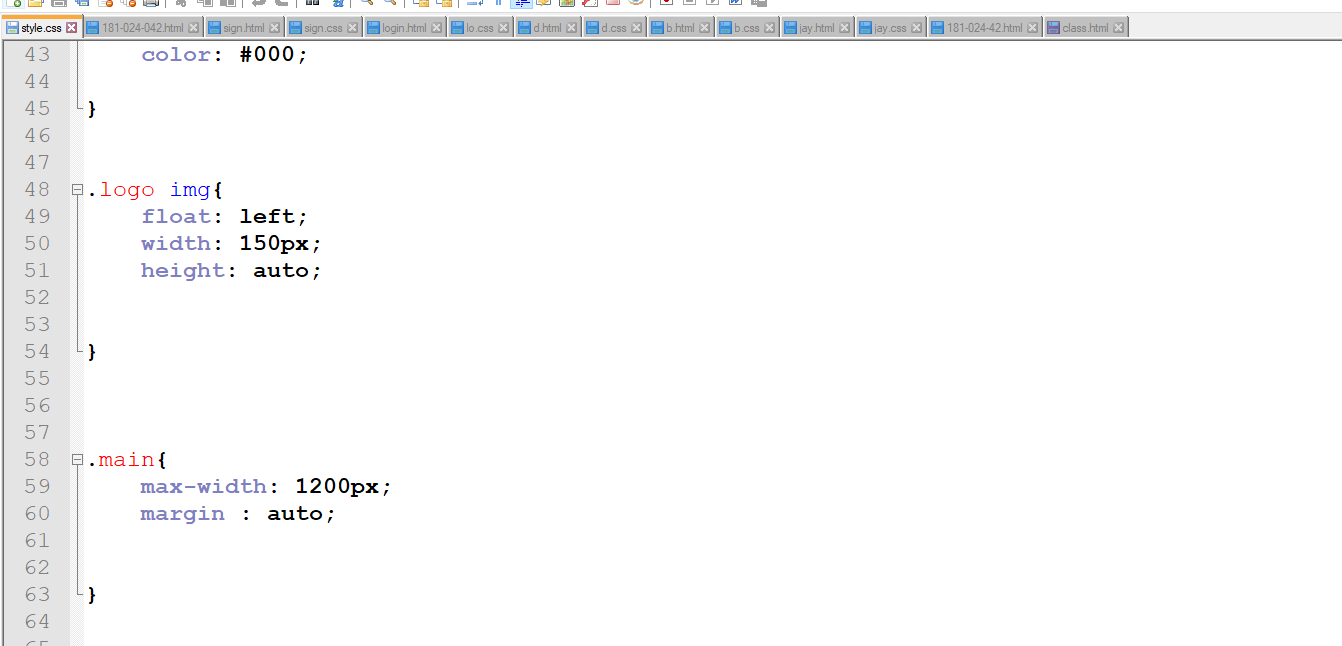 style.css 181-024-042.html sign.html sign.css login.html lo.css d.html d.css b.html b.css jay.html jay.css 181-024-42.html class.html
43 color: #000;
44
45 }
46
47
48 .logo img{
49 float: left;
50 width: 150px;
51 height: auto;
52
53
54 }
55
56
57
58 .main{
59 max-width: 1200px;
60 margin : auto;
61
62
63 }
64
65